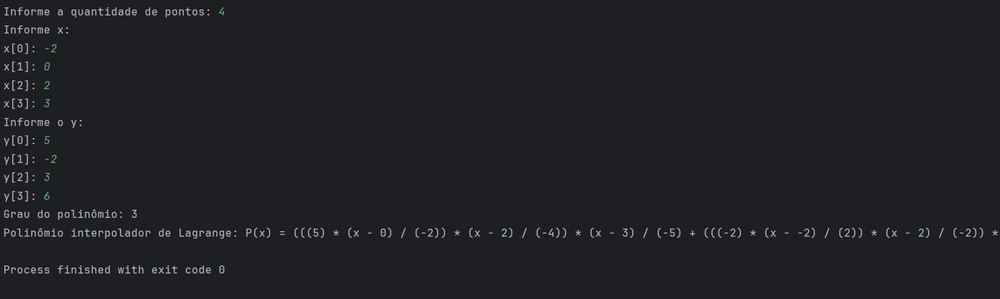 Informe a quantidade de pontos: 4
Informe x:
x[0]: -2
x[1]: 0
x[2]: 2
x[3]: 3
Informe o y:
y[0]: 5
y[1]: -2
y[2]: 3
y[3]: 6
Grau do polinômio: 3
Polinômio interpolador de Lagrange: P(x) = (((5) * (x - 0) / (-2)) * (x - 2) / (-4)) * (x - 3) / (-5) + (((-2) * (x - -2) / (2)) * (x - 2) / (-2)) *
Process finished with exit code 0